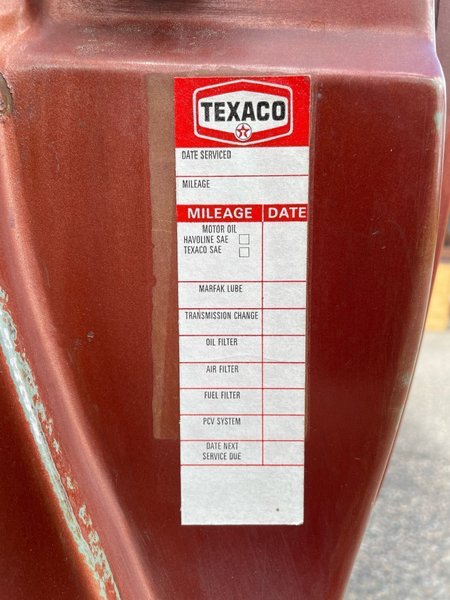 TEXACO
DATE SERVICED
MILEAGE
MILEAGE DATE
MOTOR OIL
HAVOLINE SAE
TEXACO SAE
MARFAK LUBE
TRANSMISSION CHANGE
OIL FILTER
AIR FILTER
FUEL FILTER
PCV SYSTEM
DATE NEXT
SERVICE DUE